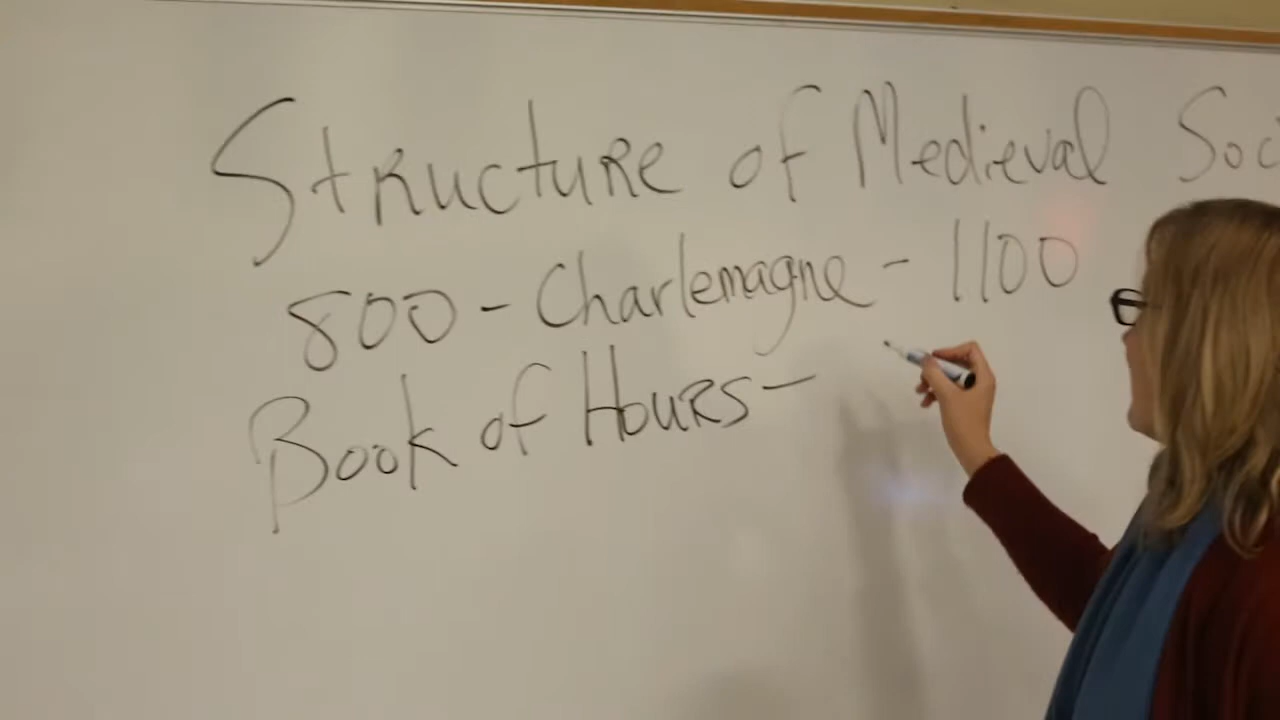 Structure of Medieval Soc
800 - Charlemagne - 1100
Book of Hours -